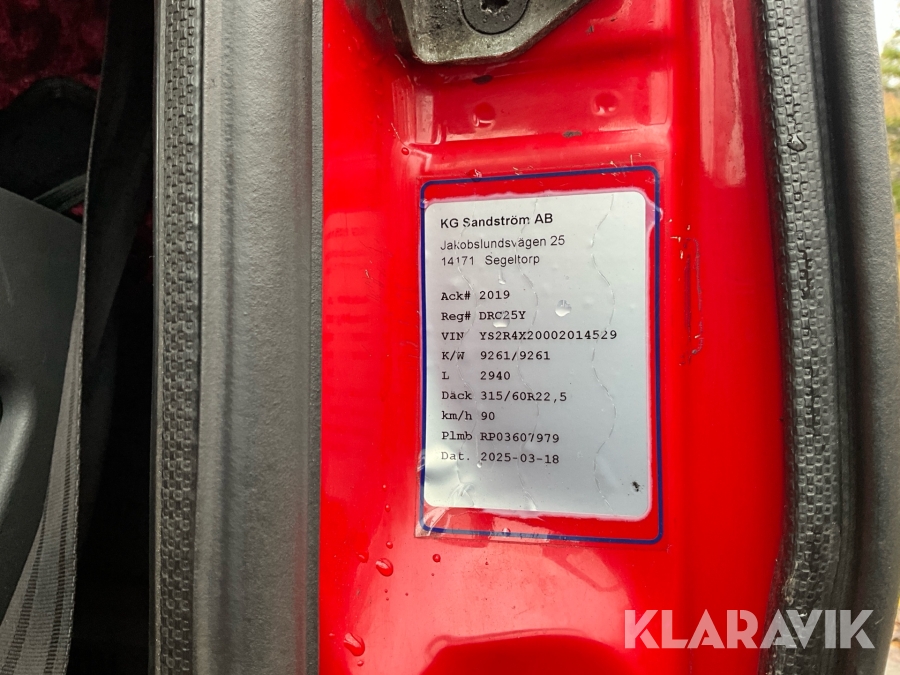 KG Sandström AB
Jakobslundsvägen 25
14171 Segeltorp
Ack# 2019
Reg# DRC25Y
VIN YS2R4X20002014529
K/W 9261/9261
L 2940
Däck 315/60R22,5
km/h 90
Plmb RP03607979
Dat. 2025-03-18
KLARAVIK